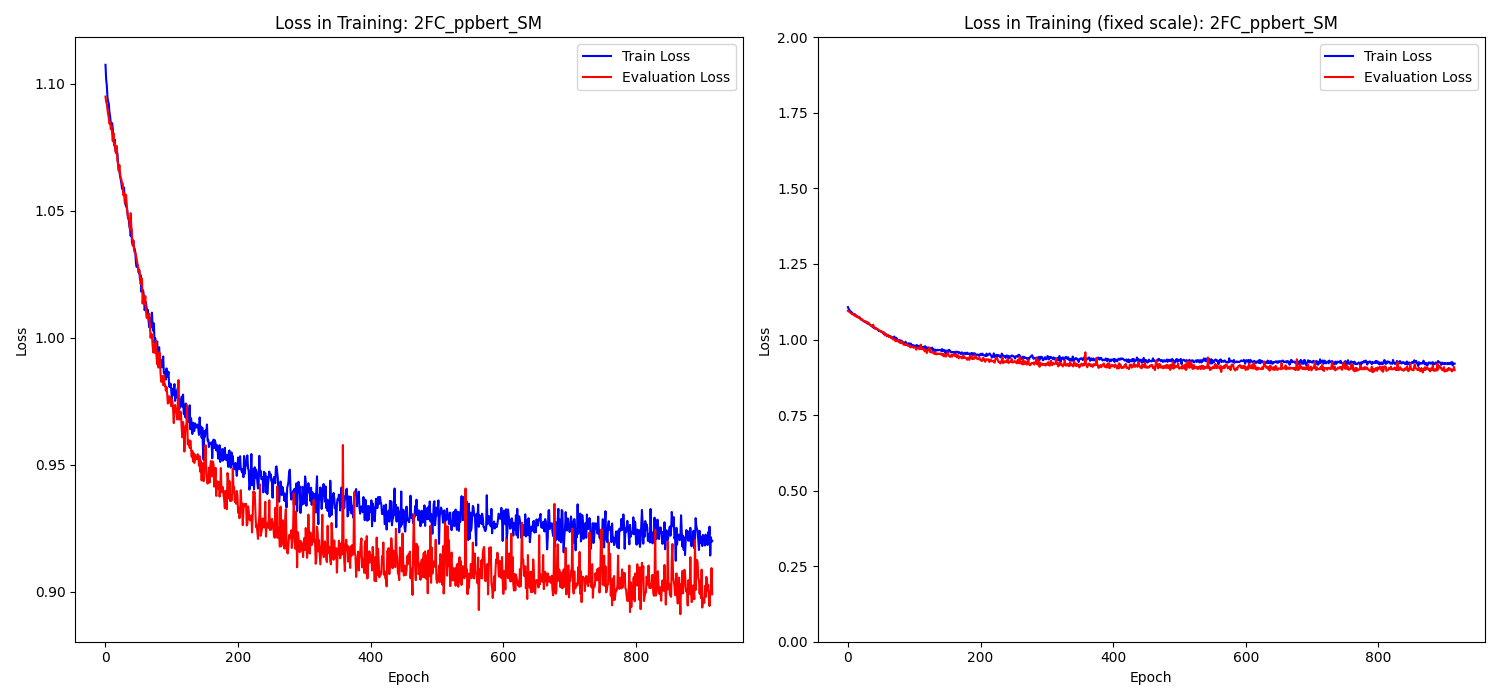 Loss in Training: 2FC_ppbert_SM
Train Loss
Evaluation Loss
1.10
1.05
1.00
0.95
0.90
Loss
0
200
400
600
800
Epoch
Loss in Training (fixed scale): 2FC_ppbert_SM
Train Loss
Evaluation Loss
2.00
1.75
1.50
1.25
1.00
0.75
0.50
0.25
0.00
Loss
0
200
400
600
800
Epoch